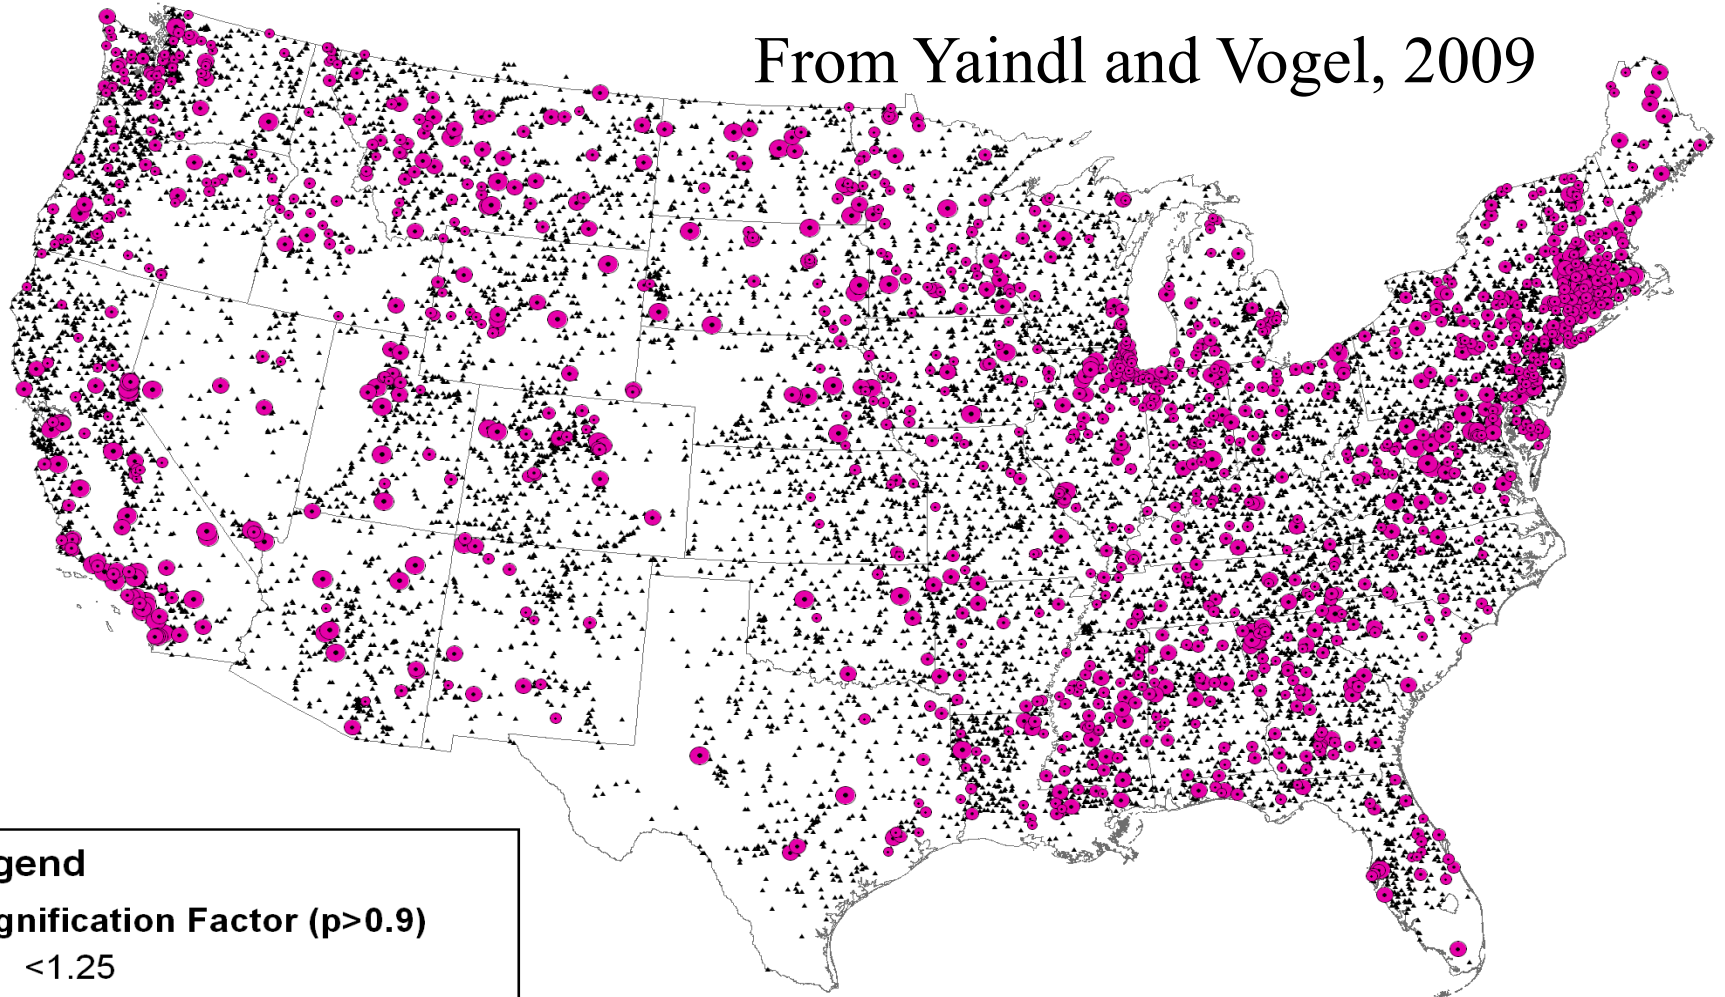 From Yaindl and Vogel, 2009
gend
gnification Factor (p>0.9)
<1.25